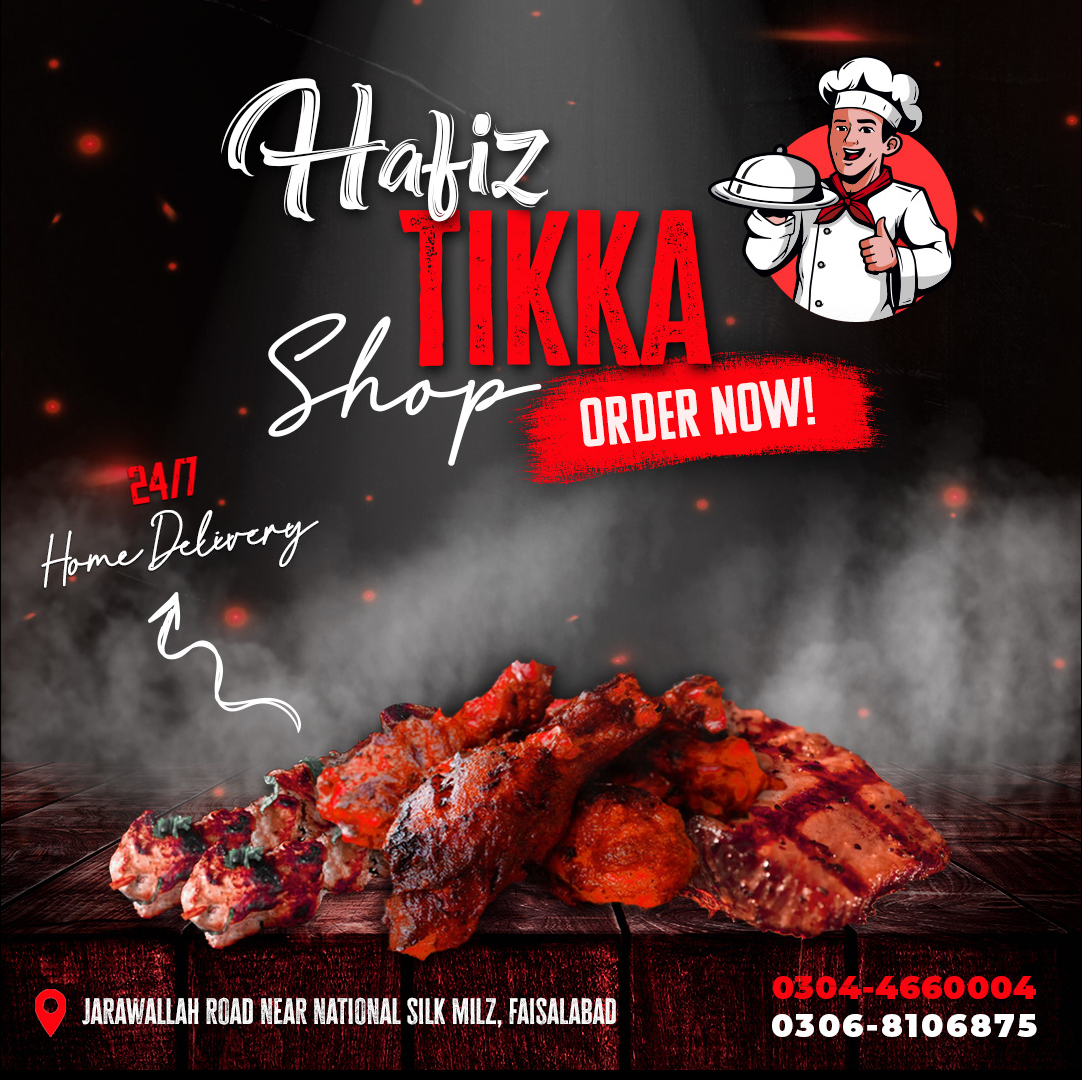 Hafiz
TIKKA
Shop
ORDER NOW!
24/7
Home Delivery
JARAWALLAH ROAD NEAR NATIONAL SILK MILZ, FAISALABAD
0304-4660004
0306-8106875